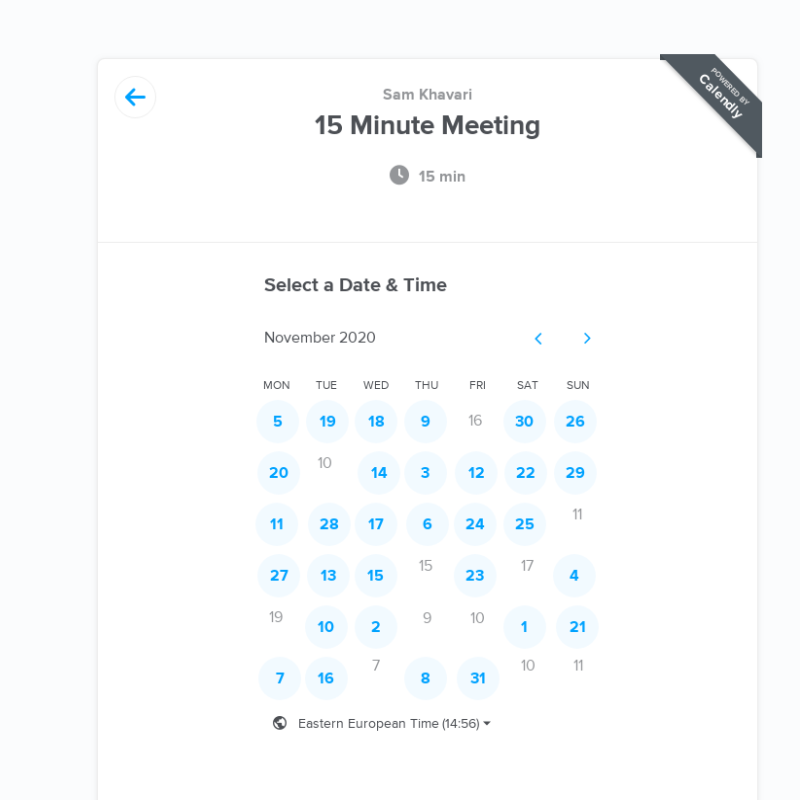 Sam Khavari
15 Minute Meeting
POWERED BY
Calendly
15 min
Select a Date & Time
November 2020
MON TUE WED THU FRI SAT SUN
5 19 18 9 16 30 26
20 10 14 3 12 22 29
11 28 17 6 24 25 11
27 13 15 15 23 17 4
19 10 2 9 10 1 21
7 16 7 8 31 10 11
Eastern European Time (14:56)